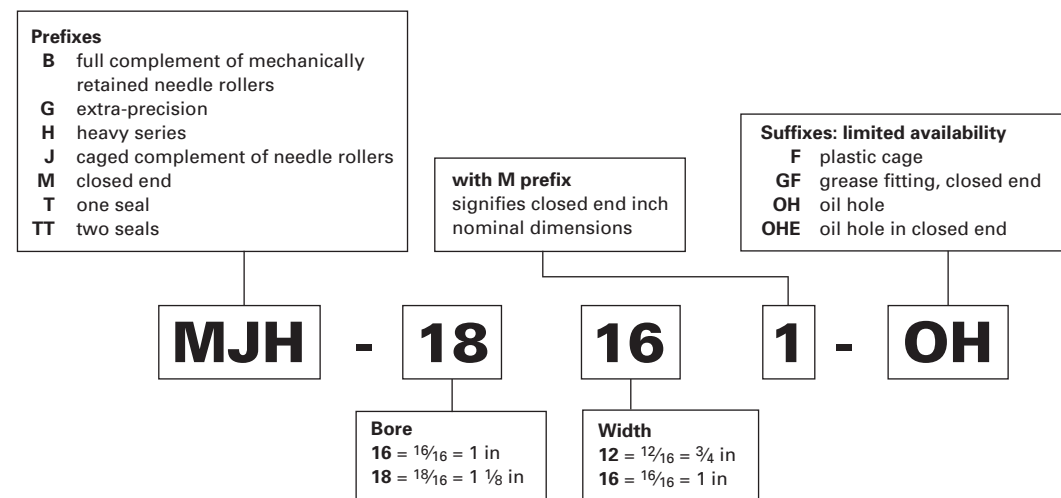 Prefixes
B full complement of mechanically
retained needle rollers
G extra-precision
H heavy series
J caged complement of needle rollers
M closed end
T one seal
TT two seals
with M prefix
signifies closed end inch
nominal dimensions
Suffixes: limited availability
F plastic cage
GF grease fitting, closed end
OH oil hole
OHE oil hole in closed end
MJH - 18 16 1 - OH
Bore
16 = 16/16 = 1 in
18 = 18/16 = 1 1/8 in
Width
12 = 12/16 = 3/4 in
16 = 16/16 = 1 in